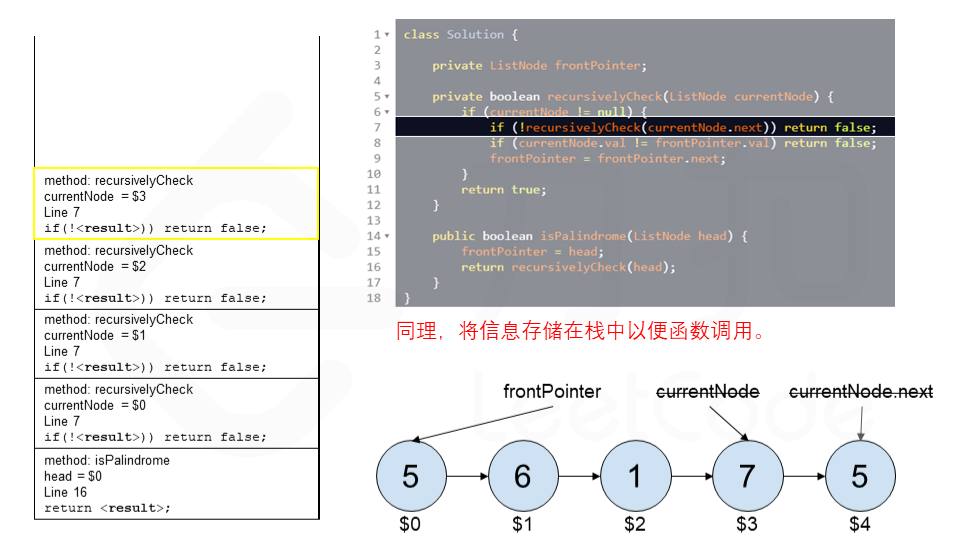 method: recursivelyCheck
currentNode = $3
Line 7
if(!<result>)) return false;
method: recursivelyCheck
currentNode = $2
Line 7
if(!<result>)) return false;
method: recursivelyCheck
currentNode = $1
Line 7
if(!<result>)) return false;
method: recursivelyCheck
currentNode = $0
Line 7
if(!<result>)) return false;
method: isPalindrome
head = $0
Line 16
return <result>;
1 class Solution {
2
3 private ListNode frontPointer;
4
5 private boolean recursivelyCheck(ListNode currentNode) {
6 if (currentNode != null) {
7 if (!recursivelyCheck(currentNode.next)) return false;
8 if (currentNode.val != frontPointer.val) return false;
9 frontPointer = frontPointer.next;
10 }
11 return true;
12 }
13
14 public boolean isPalindrome(ListNode head) {
15 frontPointer = head;
16 return recursivelyCheck(head);
17 }
18 }
同理，将信息存储在栈中以便函数调用。
frontPointer currentNode currentNode.next
5 6 1 7 5
$0 $1 $2 $3 $4
LeetCode